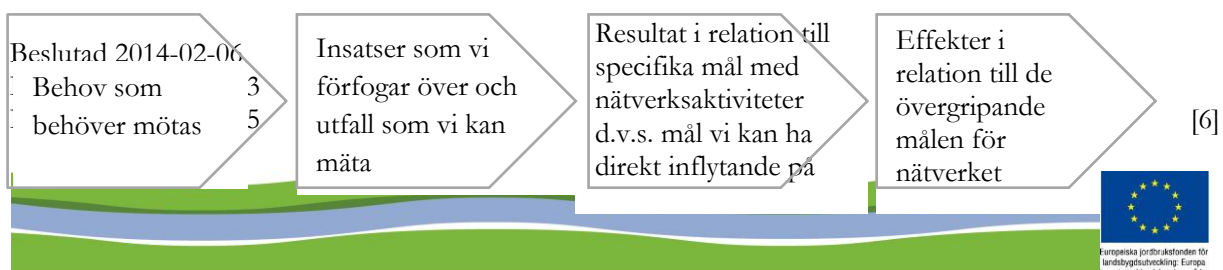 Beslutad 2014-02-06
Behov som 3
behöver mötas 5
Insatser som vi
förfogar över och
utfall som vi kan
mäta
Resultat i relation till
specifika mål med
nätverksaktiviteter
d.v.s. mål vi kan ha
direkt inflytande på
Effekter i
relation till de
övergripande
målen för
nätverket
[6]
Europeiska jordbruksfonden för
landsbygdsutveckling: Europa